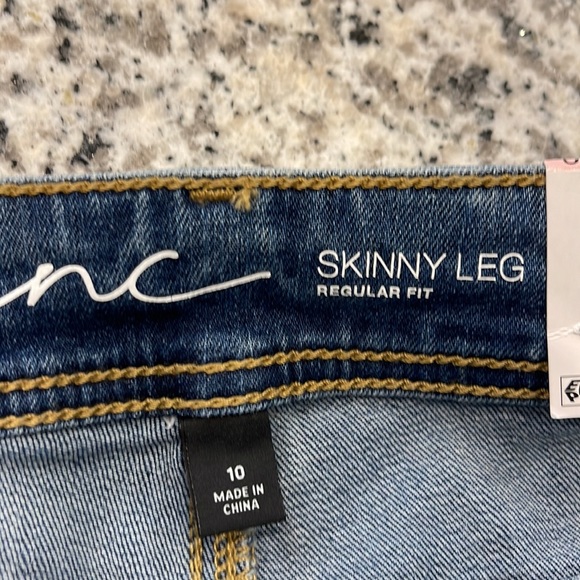 nc
SKINNY LEG
REGULAR FIT
10
MADE IN
CHINA